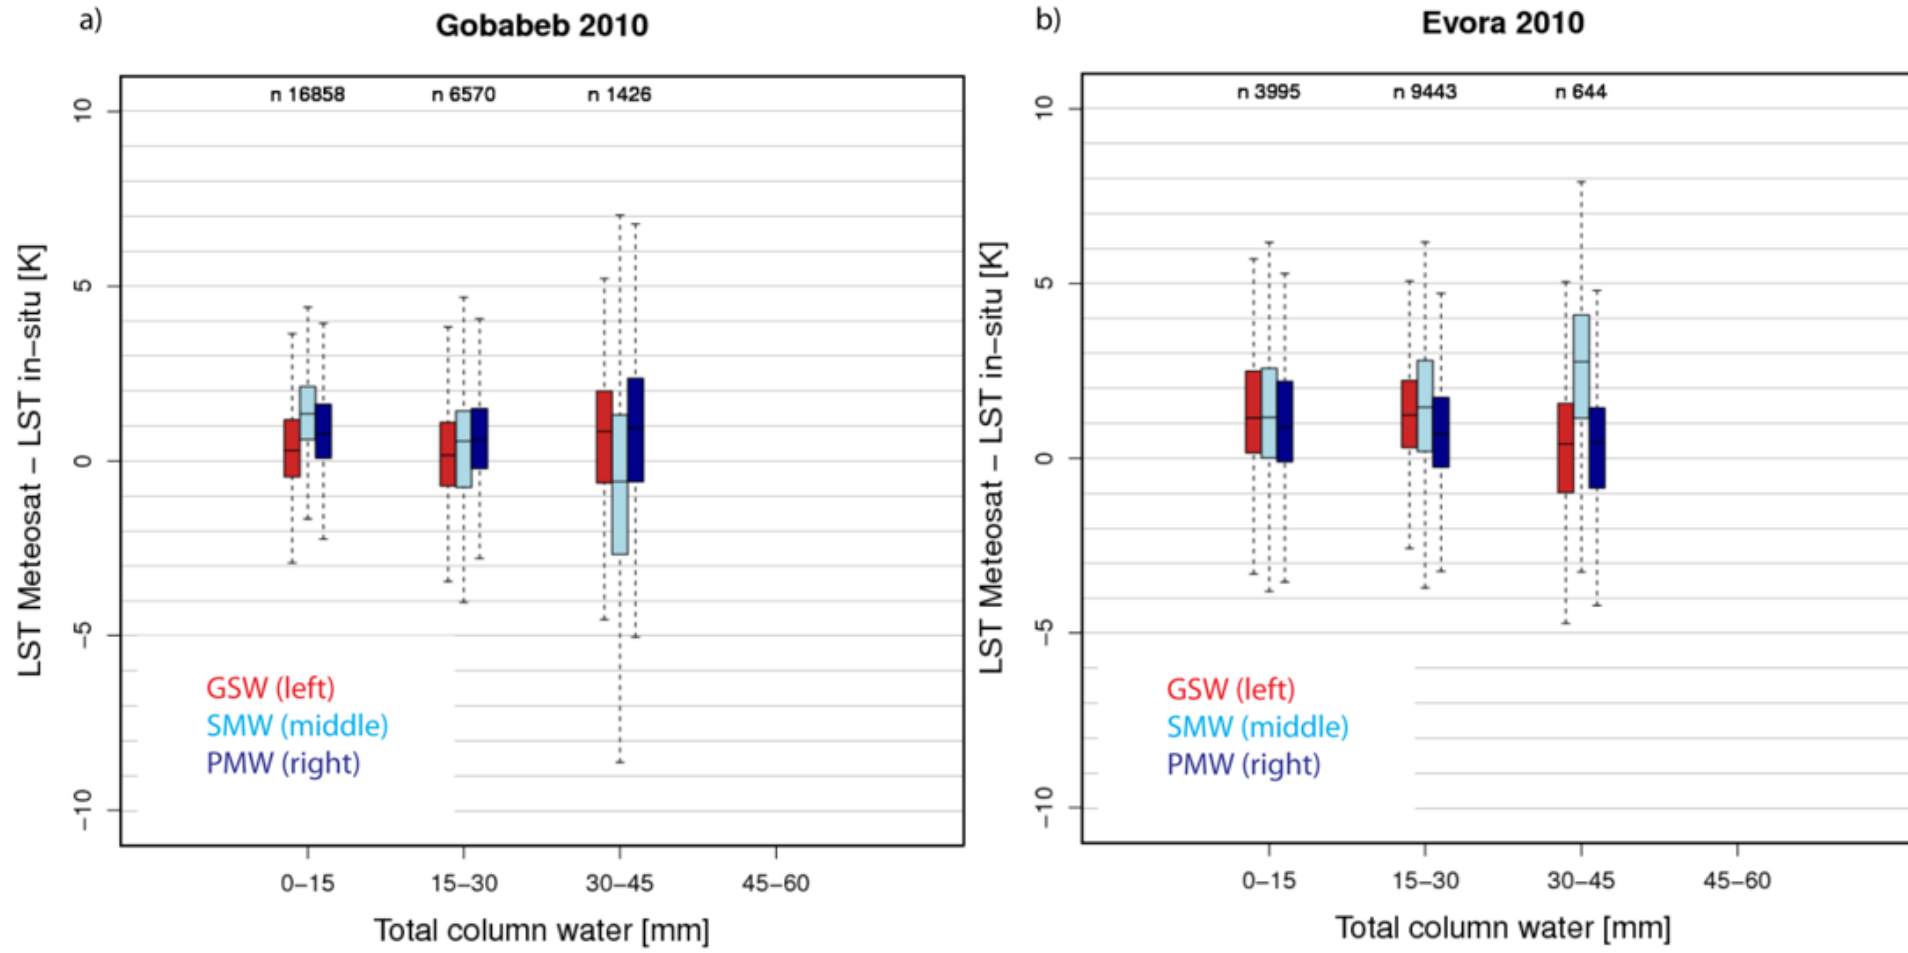 a)
Gobabeb 2010
n 16858
n 6570
n 1426
10
5
0
−5
−10
LST Meteosat − LST in−situ [K]
GSW (left)
SMW (middle)
PMW (right)
0−15
15−30
30−45
45−60
Total column water [mm]
b)
Evora 2010
n 3995
n 9443
n 644
10
5
0
−5
−10
LST Meteosat − LST in−situ [K]
GSW (left)
SMW (middle)
PMW (right)
0−15
15−30
30−45
45−60
Total column water [mm]